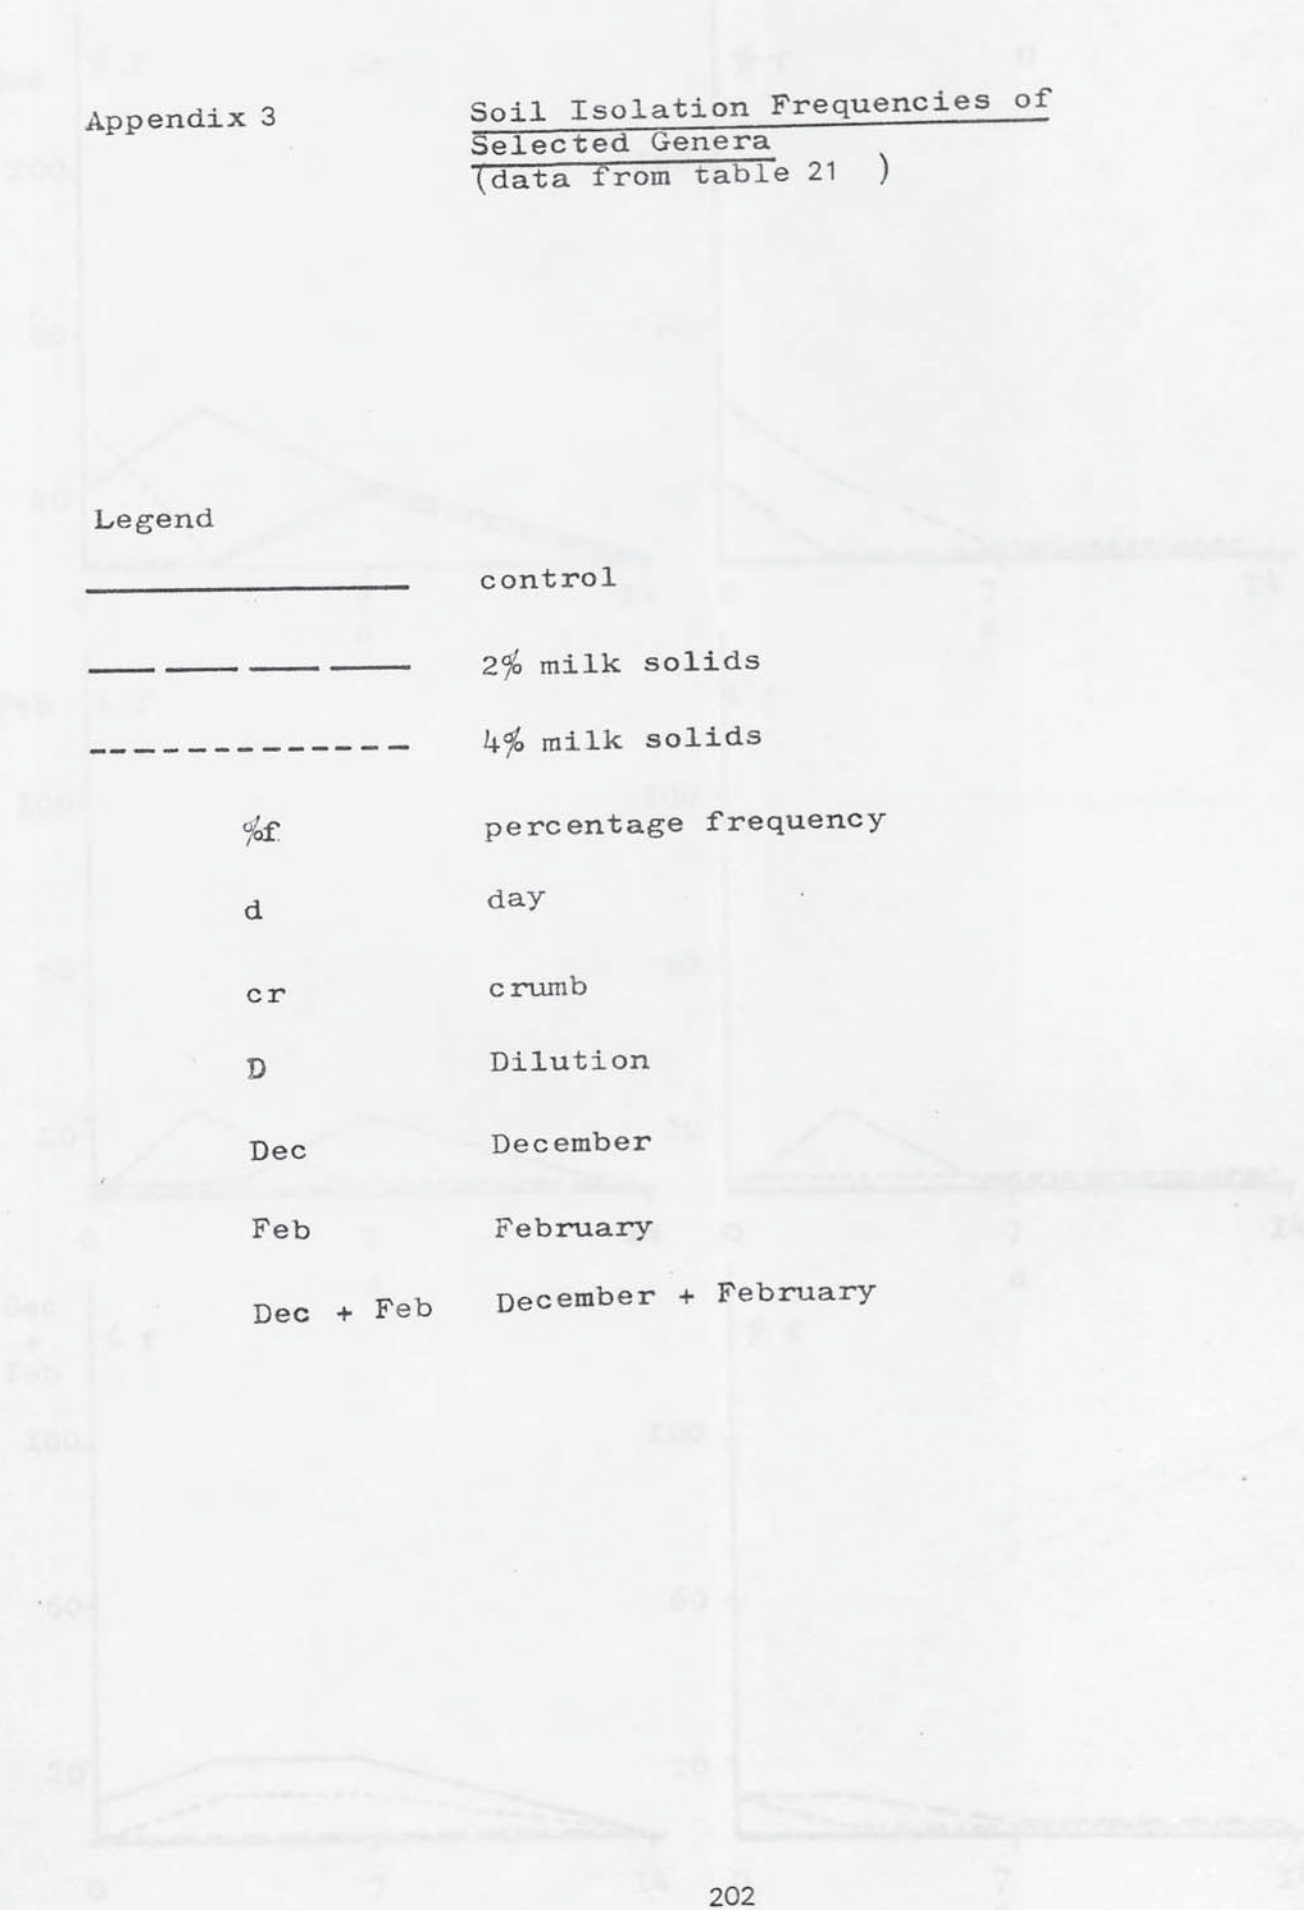 Appendix 3
Soil Isolation Frequencies of
Selected Genera
(data from table 21 )
Legend
control
2% milk solids
4% milk solids
%f percentage frequency
d day
cr crumb
D Dilution
Dec December
Feb February
Dec + Feb December + February
202